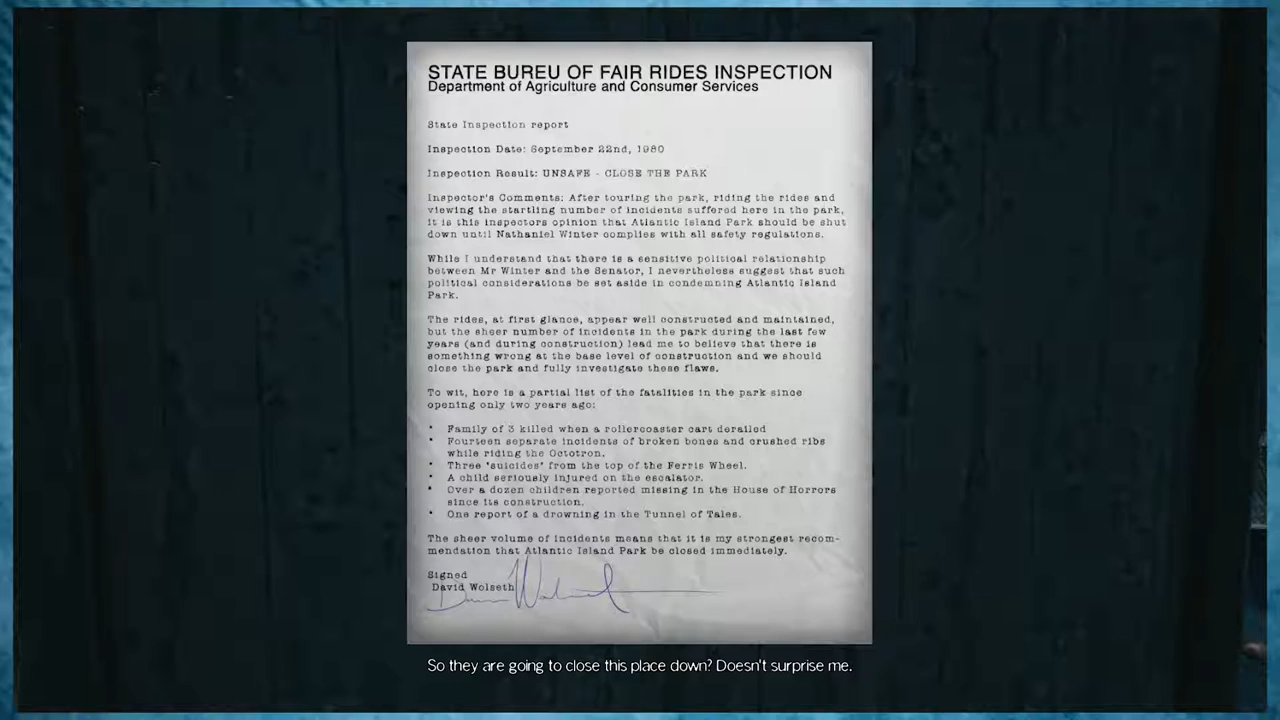 STATE BUREU OF FAIR RIDES INSPECTION
Department of Agriculture and Consumer Services
State Inspection report
Inspection Date: September 22nd, 1980
Inspection Result: UNSAFE - CLOSE THE PARK
Inspector's Comments: After touring the park, riding the rides and
viewing the startling number of incidents suffered here in the park,
it is this inspectors opinion that Atlantic Island Park should be shut
down until Nathaniel Winter complies with all safety regulations.
While I understand that there is a sensitive political relationship
between Mr Winter and the Senator, I nevertheless suggest that such
political considerations be set aside in condemning Atlantic Island
Park.
The rides, at first glance, appear well constructed and maintained,
but the sheer number of incidents in the park during the last few
years (and during construction) lead me to believe that there is
something wrong at the base level of construction and we should
close the park and fully investigate these flaws.
To wit, here is a partial list of the fatalities in the park since
opening only two years ago:
• Family of 3 killed when a rollercoaster cart derailed
• Fourteen separate incidents of broken bones and crushed ribs
while riding the Octotron.
• Three 'suicides' from the top of the Ferris Wheel.
• A child seriously injured on the escalator.
• Over a dozen children reported missing in the House of Horrors
since its construction.
• One report of a drowning in the Tunnel of Tales.
The sheer volume of incidents means that it is my strongest recom-
mendation that Atlantic Island Park be closed immediately.
Signed
David Wolseth
So they are going to close this place down? Doesn't surprise me.